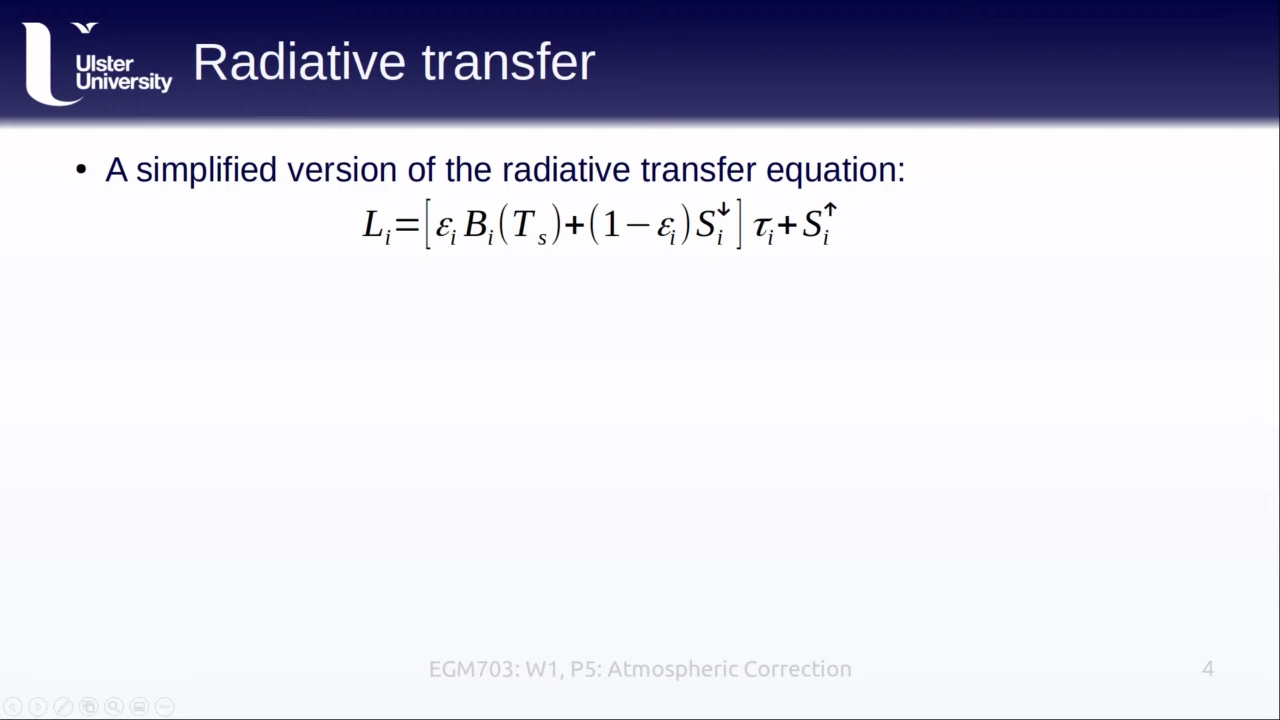 Ulster
University
Radiative transfer
• A simplified version of the radiative transfer equation:
L_i=[ε_i B_i(T_s)+(1−ε_i)S_i^↓] τ_i+S_i^↑
EGM703: W1, P5: Atmospheric Correction
4